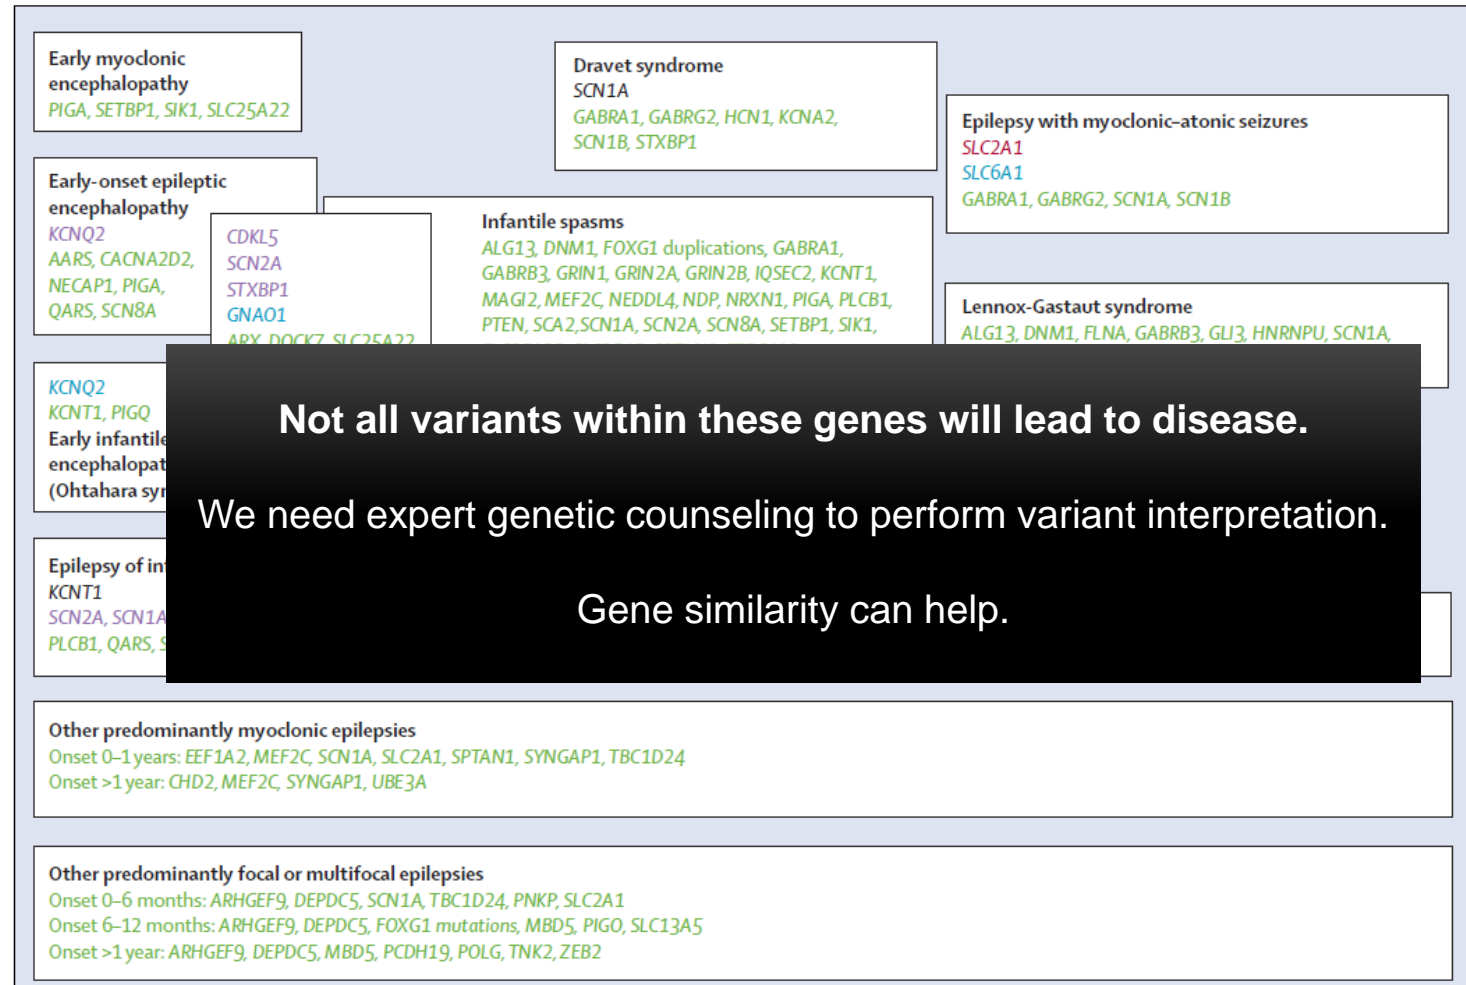 Early myoclonic
encephalopathy
PIGA, SETBP1, SIK1, SLC25A22
Dravet syndrome
SCN1A
GABRA1, GABRG2, HCN1, KCNA2,
SCN1B, STXBP1
Epilepsy with myoclonic–atonic seizures
SLC2A1
SLC6A1
GABRA1, GABRG2, SCN1A, SCN1B
Early-onset epileptic
encephalopathy
KCNQ2
AARS, CACNA2D2,
NECAP1, PIGA,
QARS, SCN8A
CDKL5
SCN2A
STXBP1
GNAO1
ARX, DOCK7, SLC25A22
Infantile spasms
ALG13, DNM1, FOXG1 duplications, GABRA1,
GABRB3, GRIN1, GRIN2A, GRIN2B, IQSEC2, KCNT1,
MAGI2, MEF2C, NEDDL4, NDP, NRXN1, PIGA, PLCB1,
PTEN, SCA2,SCN1A, SCN2A, SCN8A, SETBP1, SIK1,
Lennox-Gastaut syndrome
ALG13, DNM1, FLNA, GABRB3, GLI3, HNRNPU, SCN1A,
KCNQ2
KCNT1, PIGQ
Early infantile
encephalopat
(Ohtahara syr
Not all variants within these genes will lead to disease.
We need expert genetic counseling to perform variant interpretation.
Gene similarity can help.
Epilepsy of in
KCNT1
SCN2A, SCN1A
PLCB1, QARS, S
Other predominantly myoclonic epilepsies
Onset 0–1 years: EEF1A2, MEF2C, SCN1A, SLC2A1, SPTAN1, SYNGAP1, TBC1D24
Onset >1 year: CHD2, MEF2C, SYNGAP1, UBE3A
Other predominantly focal or multifocal epilepsies
Onset 0–6 months: ARHGEF9, DEPDC5, SCN1A, TBC1D24, PNKP, SLC2A1
Onset 6–12 months: ARHGEF9, DEPDC5, FOXG1 mutations, MBD5, PIGO, SLC13A5
Onset >1 year: ARHGEF9, DEPDC5, MBD5, PCDH19, POLG, TNK2, ZEB2